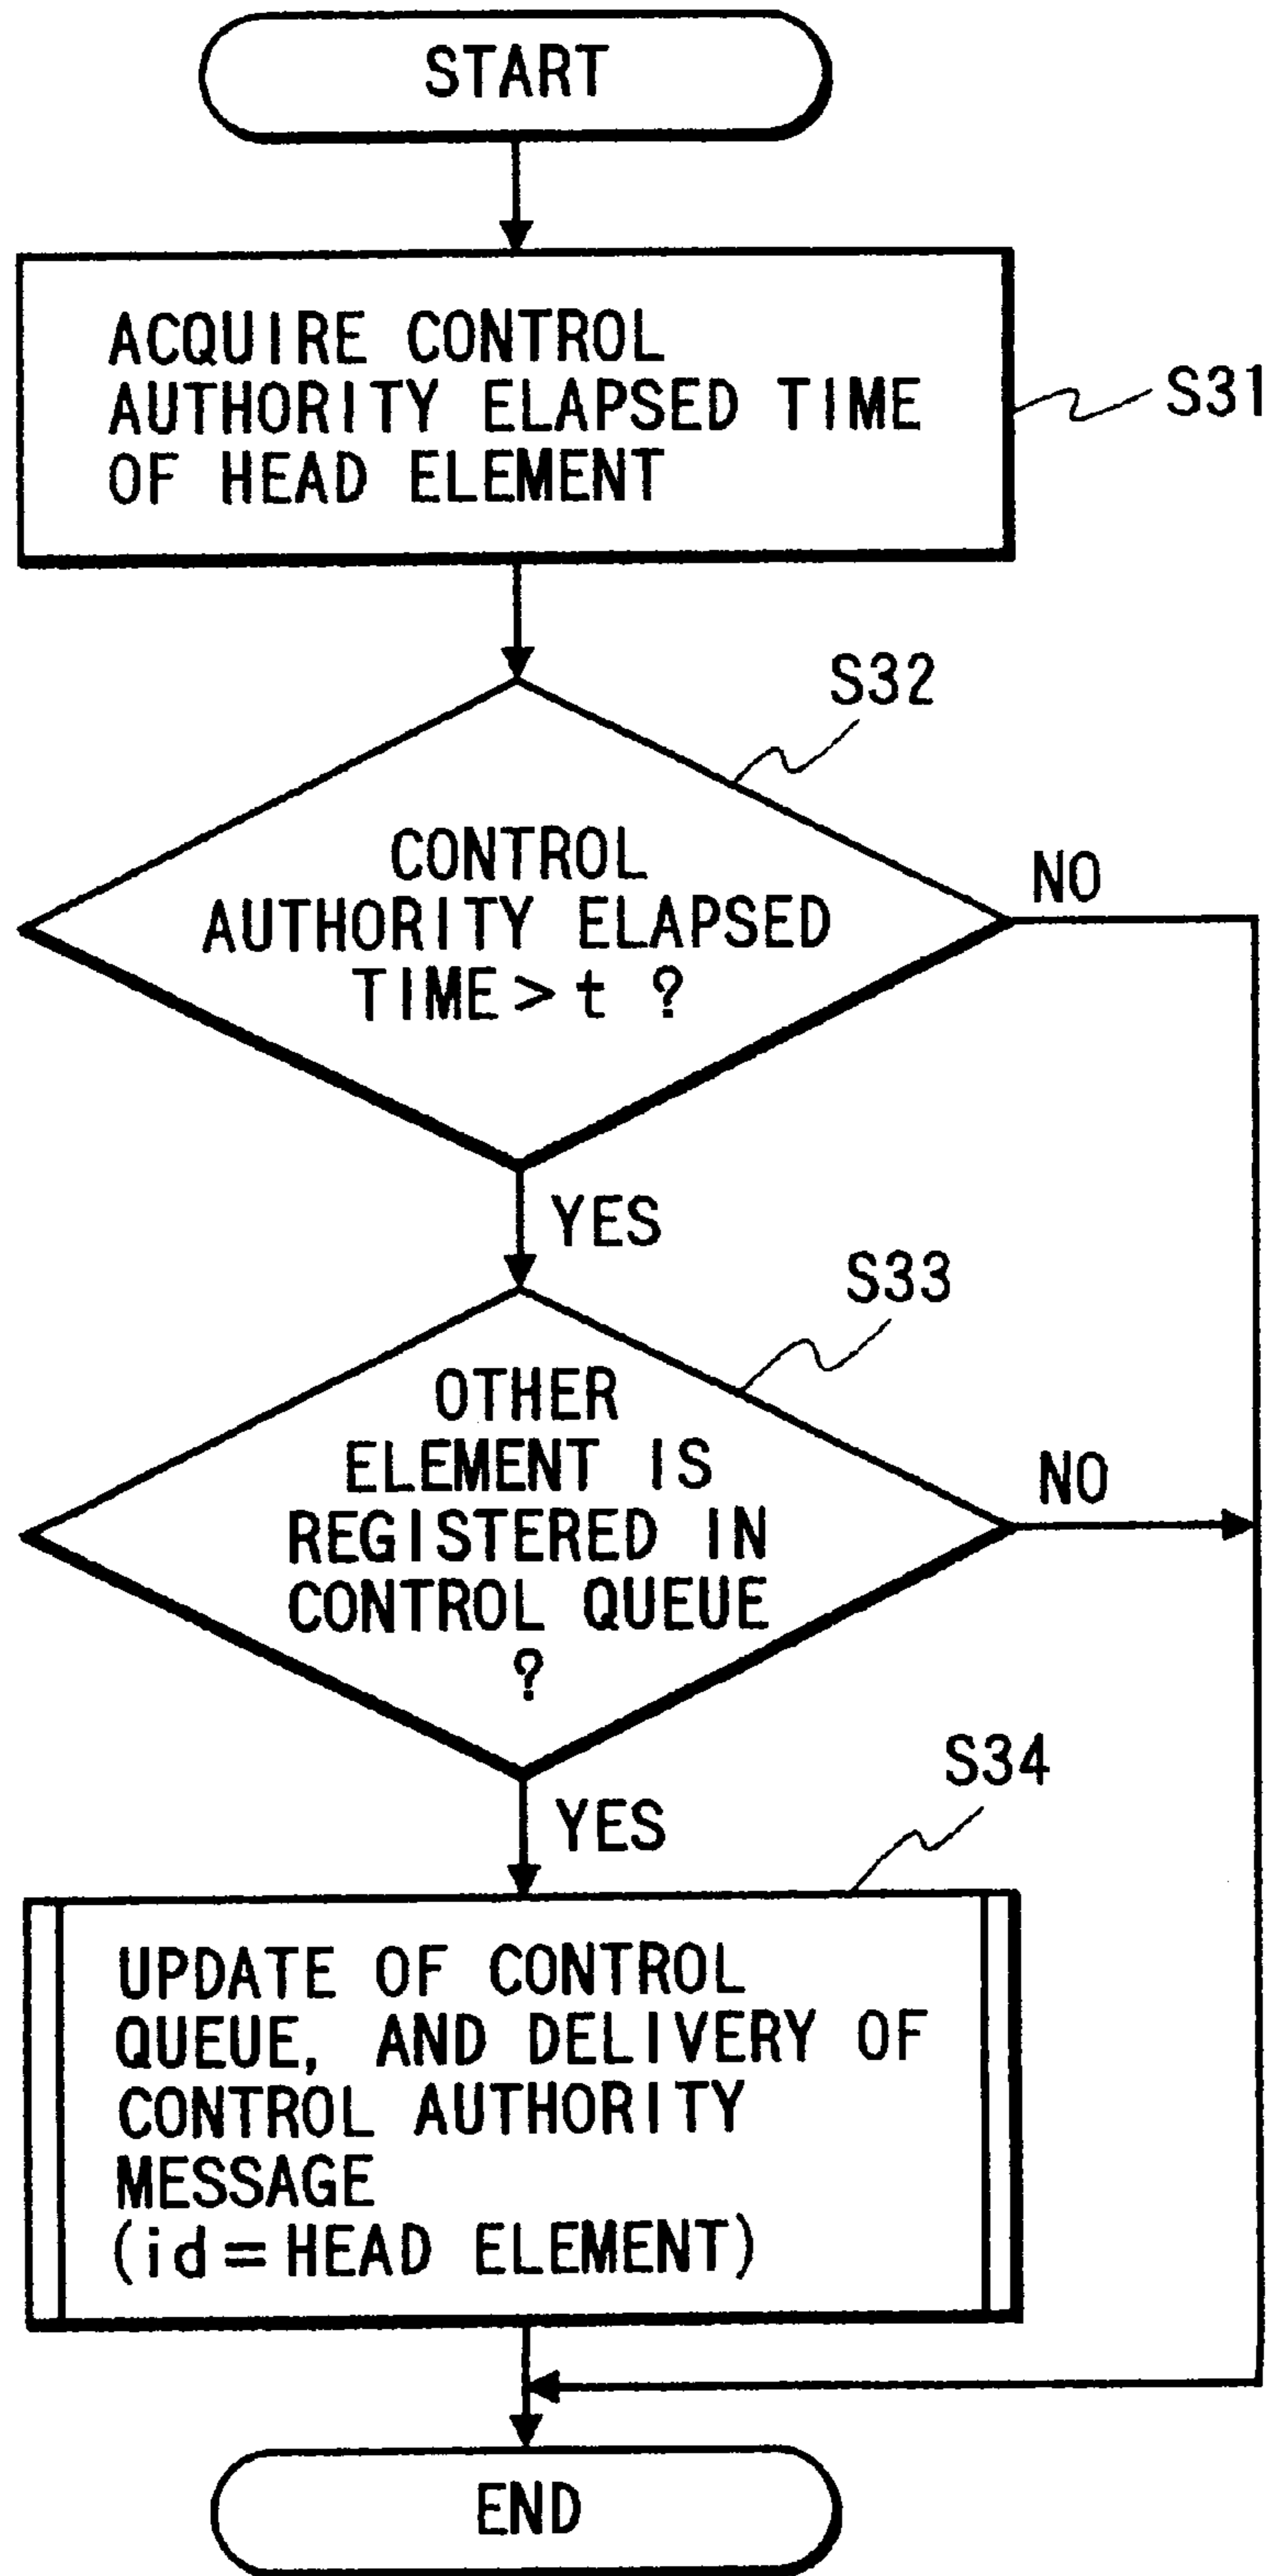 START
ACQUIRE CONTROL
AUTHORITY ELAPSED TIME
OF HEAD ELEMENT
S31
S32
CONTROL
AUTHORITY ELAPSED
TIME>t ?
NO
YES
S33
OTHER
ELEMENT IS
REGISTERED IN
CONTROL QUEUE
?
NO
YES
S34
UPDATE OF CONTROL
QUEUE, AND DELIVERY OF
CONTROL AUTHORITY
MESSAGE
(id=HEAD ELEMENT)
END